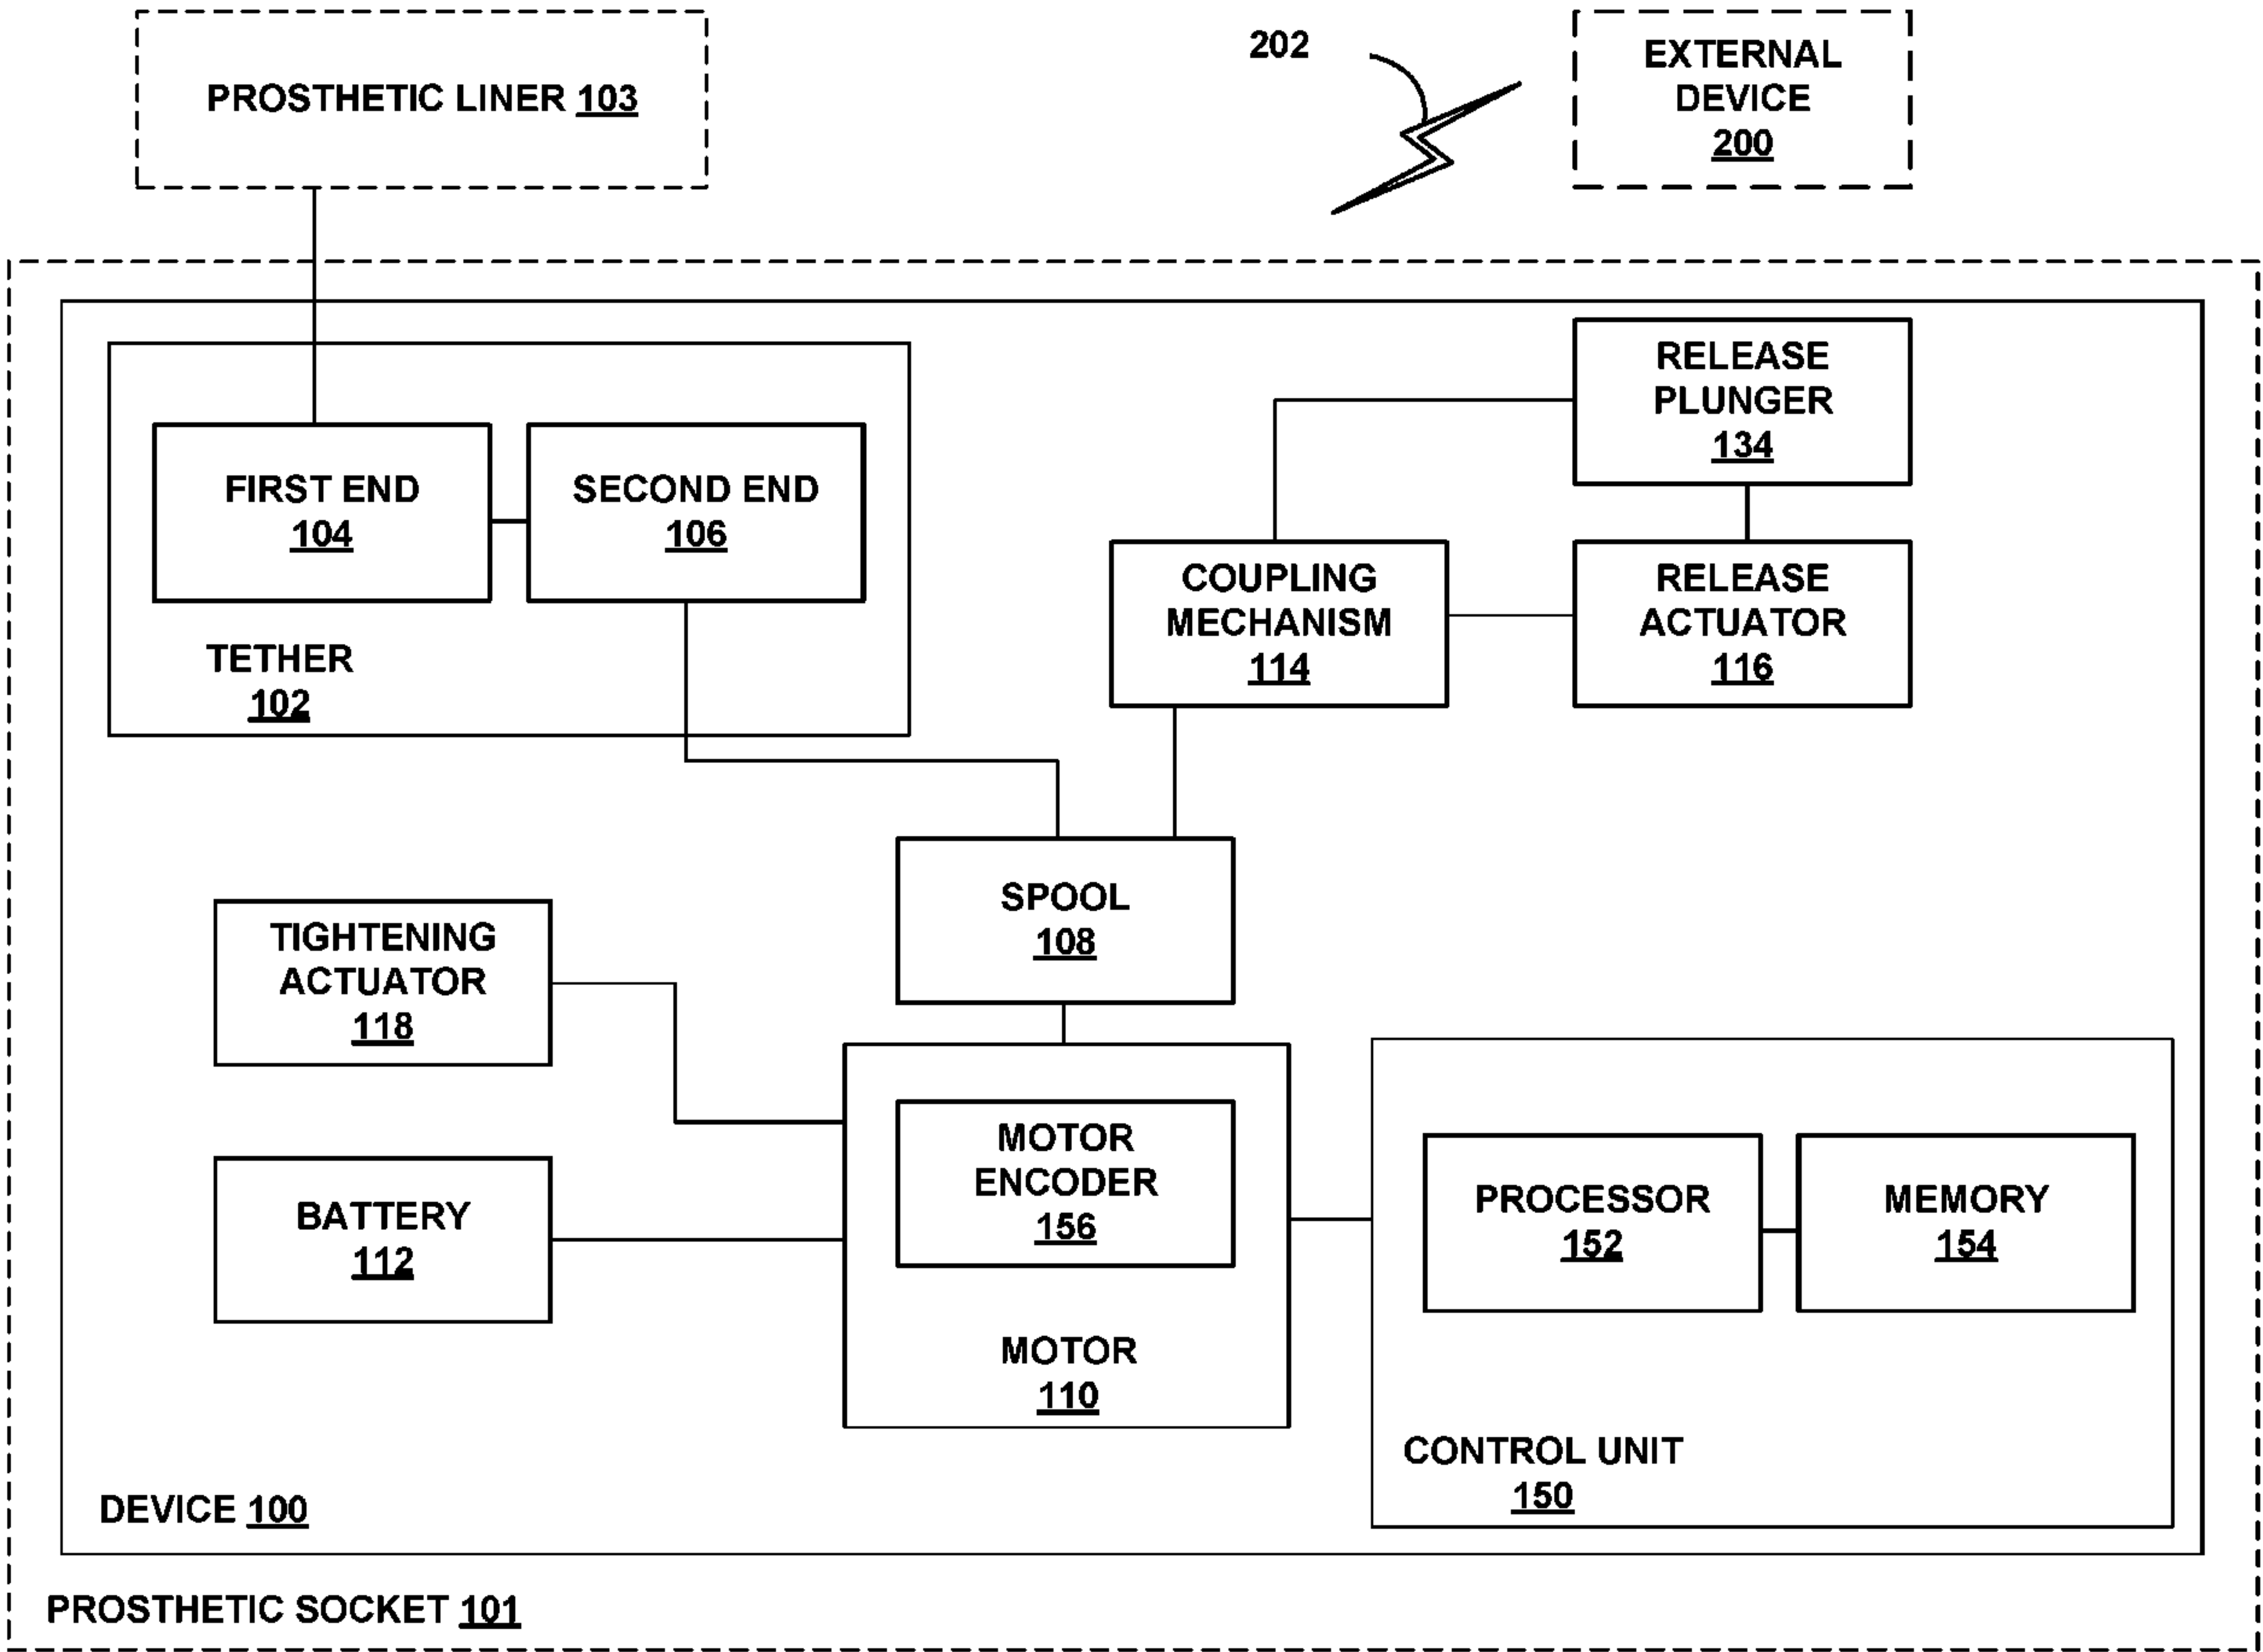 PROSTHETIC LINER 103
202
EXTERNAL
DEVICE
200
FIRST END
104
SECOND END
106
TETHER
102
RELEASE
PLUNGER
134
COUPLING
MECHANISM
114
RELEASE
ACTUATOR
116
SPOOL
108
TIGHTENING
ACTUATOR
118
BATTERY
112
MOTOR
ENCODER
156
MOTOR
110
PROCESSOR
152
MEMORY
154
CONTROL UNIT
150
DEVICE 100
PROSTHETIC SOCKET 101